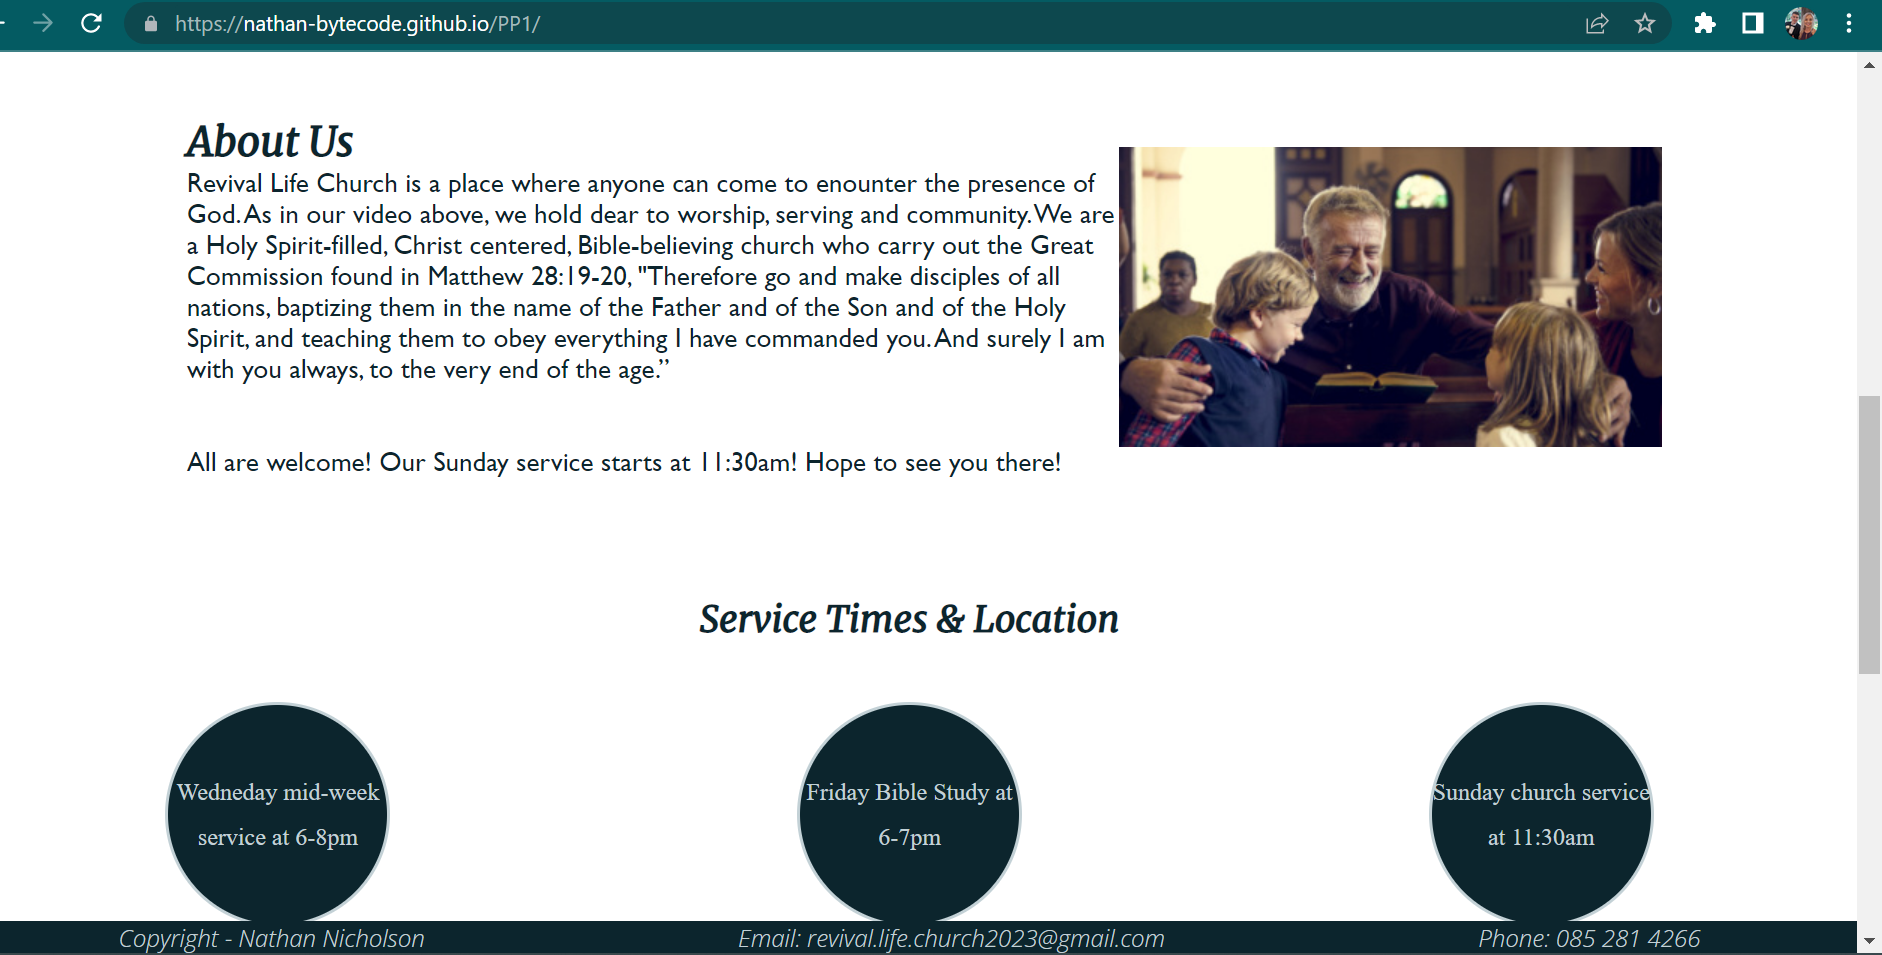 https://nathan-bytecode.github.io/PP1/
About Us
Revival Life Church is a place where anyone can come to enounter the presence of
God. As in our video above, we hold dear to worship, serving and community. We are
a Holy Spirit-filled, Christ centered, Bible-believing church who carry out the Great
Commission found in Matthew 28:19-20, "Therefore go and make disciples of all
nations, baptizing them in the name of the Father and of the Son and of the Holy
Spirit, and teaching them to obey everything I have commanded you. And surely I am
with you always, to the very end of the age.”
All are welcome! Our Sunday service starts at 11:30am! Hope to see you there!
Service Times & Location
Wedneday mid-week
service at 6-8pm
Friday Bible Study at
6-7pm
Sunday church service
at 11:30am
Copyright - Nathan Nicholson
Email: revival.life.church2023@gmail.com
Phone: 085 281 4266